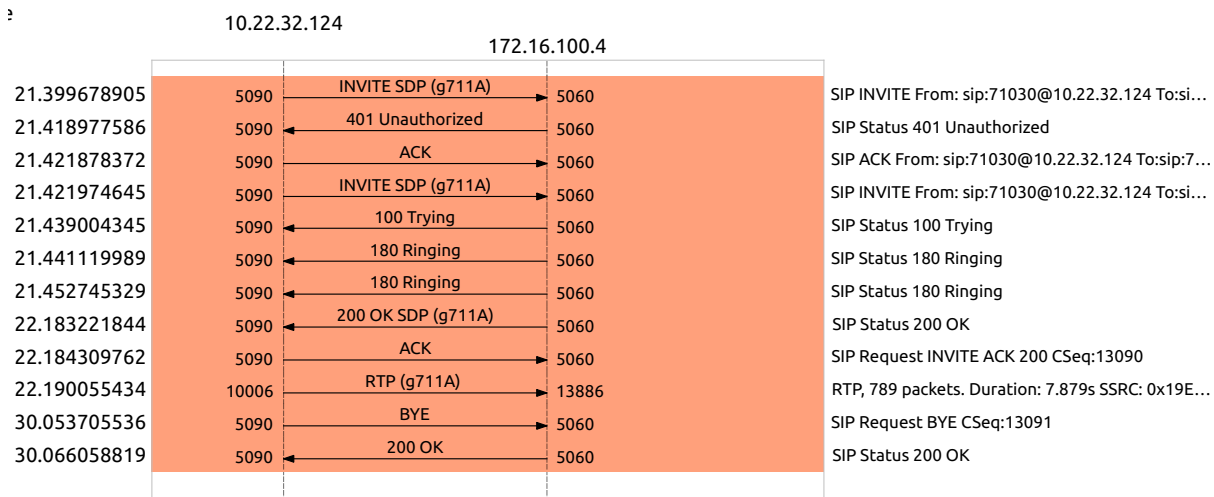 e
10.22.32.124
172.16.100.4
21.399678905 5090 INVITE SDP (g711A) 5060 SIP INVITE From: sip:71030@10.22.32.124 To:si…
21.418977586 5090 401 Unauthorized 5060 SIP Status 401 Unauthorized
21.421878372 5090 ACK 5060 SIP ACK From: sip:71030@10.22.32.124 To:sip:7…
21.421974645 5090 INVITE SDP (g711A) 5060 SIP INVITE From: sip:71030@10.22.32.124 To:si…
21.439004345 5090 100 Trying 5060 SIP Status 100 Trying
21.441119989 5090 180 Ringing 5060 SIP Status 180 Ringing
21.452745329 5090 180 Ringing 5060 SIP Status 180 Ringing
22.183221844 5090 200 OK SDP (g711A) 5060 SIP Status 200 OK
22.184309762 5090 ACK 5060 SIP Request INVITE ACK 200 CSeq:13090
22.190055434 10006 RTP (g711A) 13886 RTP, 789 packets. Duration: 7.879s SSRC: 0x19E…
30.053705536 5090 BYE 5060 SIP Request BYE CSeq:13091
30.066058819 5090 200 OK 5060 SIP Status 200 OK